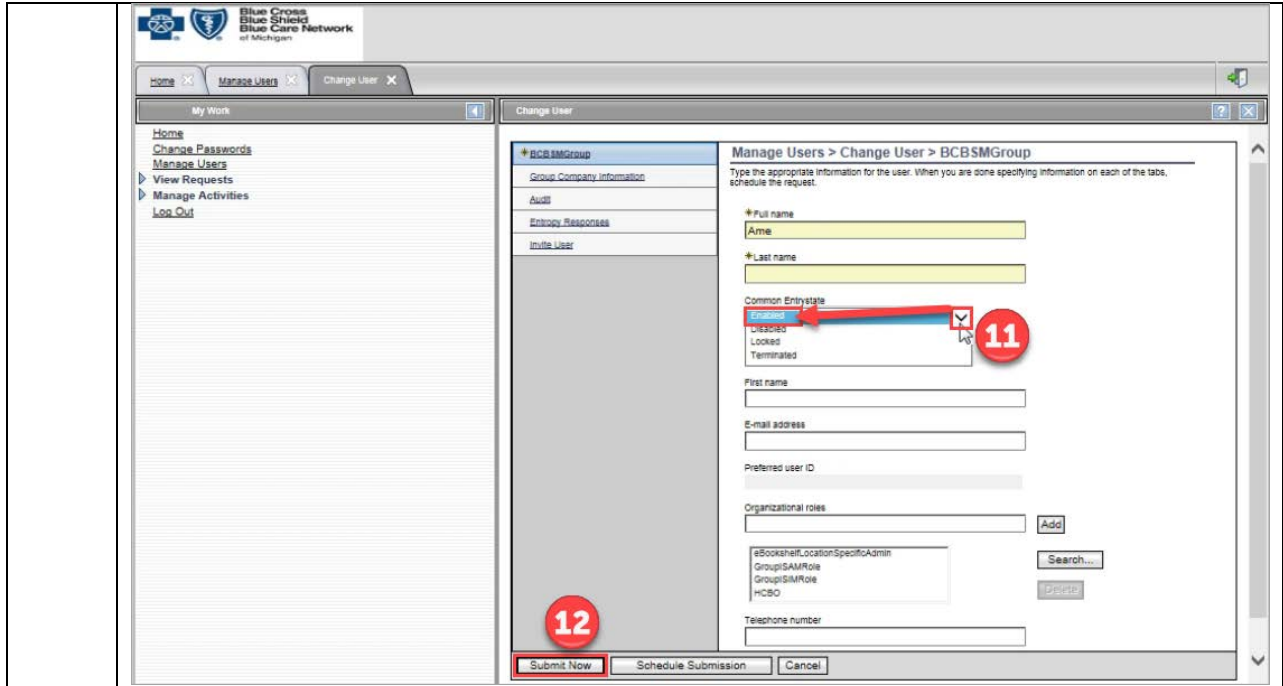 Blue Cross
Blue Shield
Blue Care Network
of Michigan
Home
Manage Users
Change User
My Work
Change User
Home
Change Passwords
Manage Users
View Requests
Manage Activities
Log Out
*BCBSMGroup
Group Company Information
Audit
Entropy Responses
Invite User
Manage Users > Change User > BCBSMGroup
Type the appropriate information for the user. When you are done specifying information on each of the tabs,
schedule the request.
*Full name
Ame
*Last name
Common Entrystate
Enabled
Disabled
Locked
Terminated
11
First name
E-mail address
Preferred user ID
Organizational roles
Add
eBookshelfLocationSpecificAdmin
GroupISAMRole
GroupISIMRole
HCBO
Search...
Delete
Telephone number
12
Submit Now
Schedule Submission
Cancel